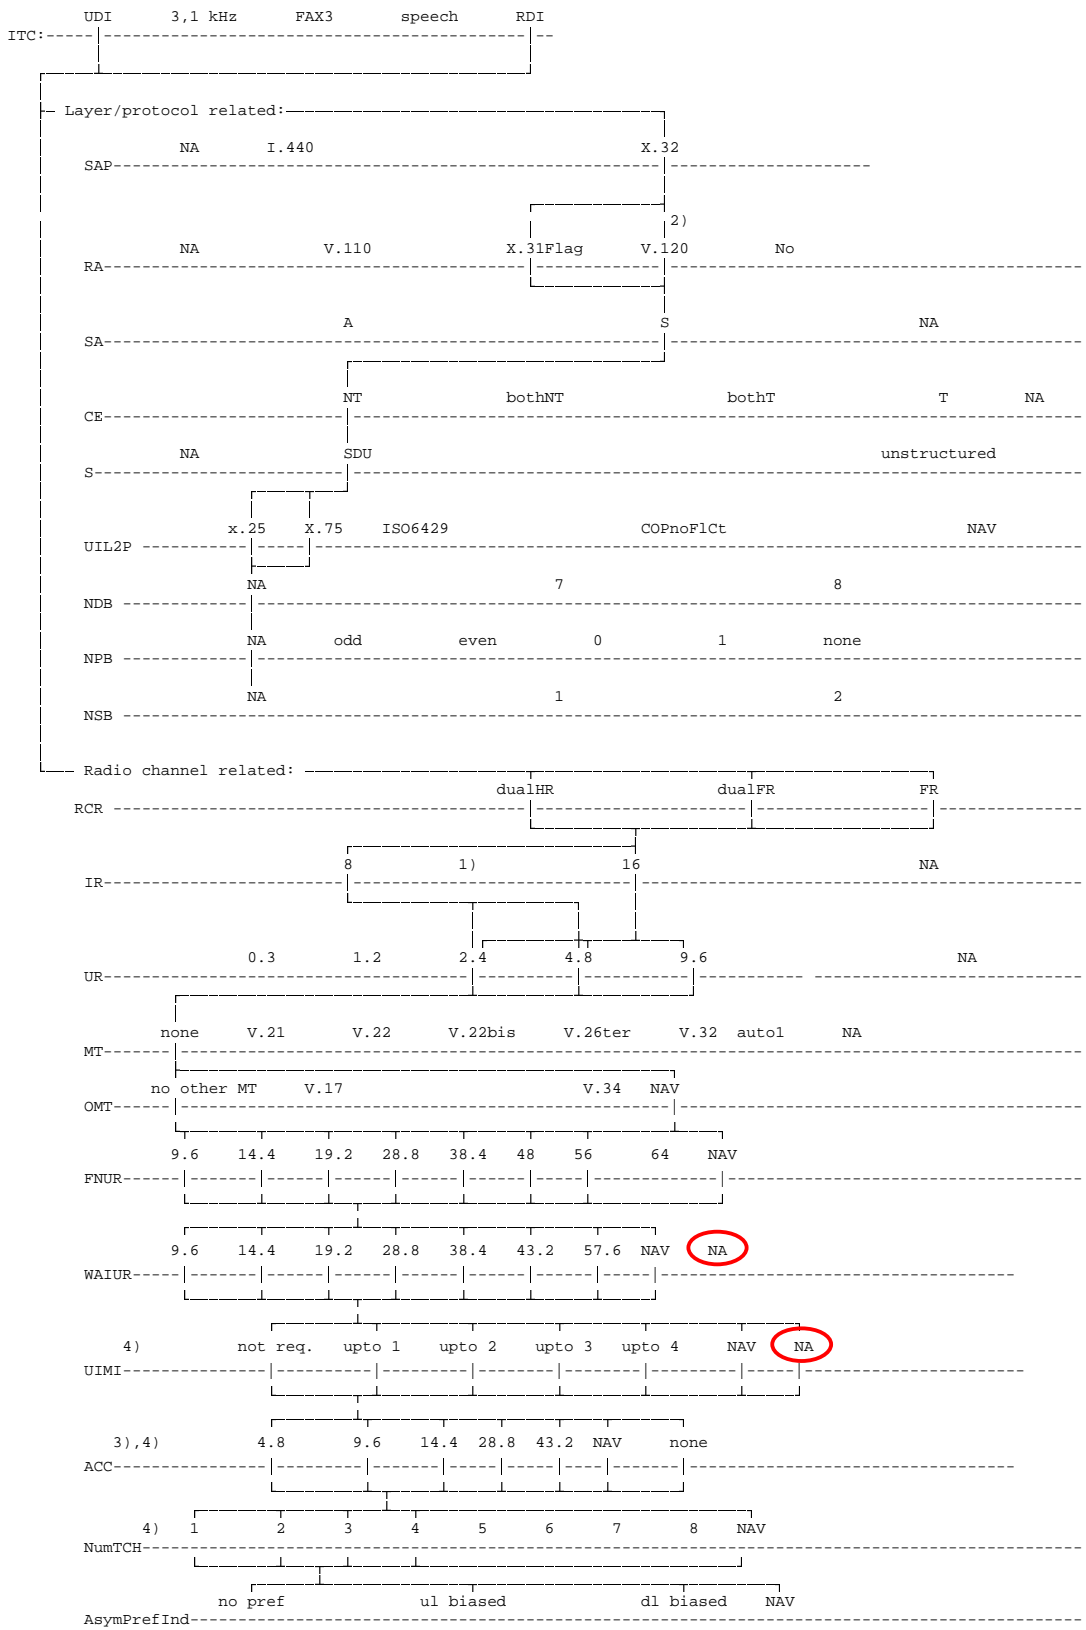 UDI 3,1 kHz FAX3 speech RDI
ITC:
Layer/protocol related:
NA I.440 X.32
SAP
2)
NA V.110 X.31Flag V.120 No
RA
A S NA
SA
NT bothNT bothT T NA
CE
NA SDU unstructured
S
x.25 X.75 ISO6429 COPnoFlCt NAV
UIL2P
NA 7 8
NDB
NA odd even 0 1 none
NPB
NA 1 2
NSB
Radio channel related:
dualHR dualFR FR
RCR
8 1) 16 NA
IR
0.3 1.2 2.4 4.8 9.6 NA
UR
none V.21 V.22 V.22bis V.26ter V.32 auto1 NA
MT
no other MT V.17 V.34 NAV
OMT
9.6 14.4 19.2 28.8 38.4 48 56 64 NAV
FNUR
9.6 14.4 19.2 28.8 38.4 43.2 57.6 NAV NA
WAIUR
4) not req. upto 1 upto 2 upto 3 upto 4 NAV NA
UIMI
3),4) 4.8 9.6 14.4 28.8 43.2 NAV none
ACC
4) 1 2 3 4 5 6 7 8 NAV
NumTCH
no pref ul biased dl biased NAV
AsymPrefInd